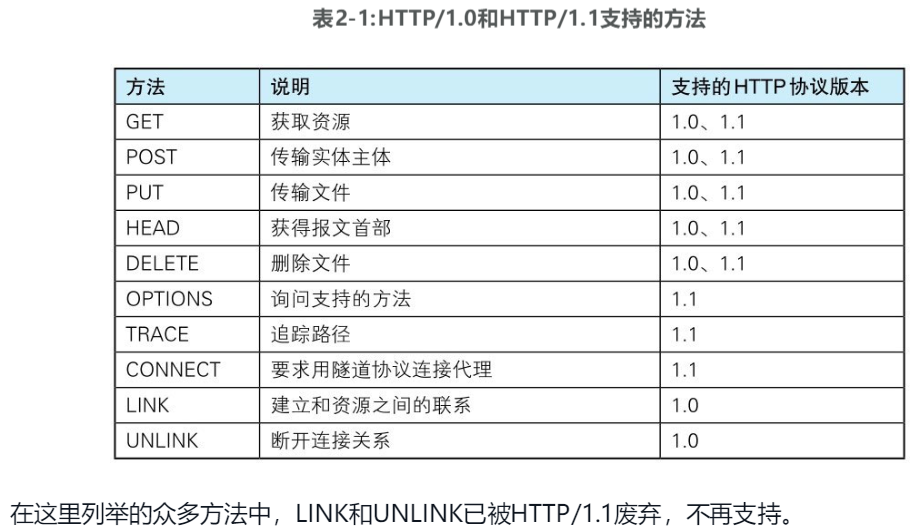 表2-1:HTTP/1.0和HTTP/1.1支持的方法
方法 说明 支持的HTTP协议版本
GET 获取资源 1.0、1.1
POST 传输实体主体 1.0、1.1
PUT 传输文件 1.0、1.1
HEAD 获得报文首部 1.0、1.1
DELETE 删除文件 1.0、1.1
OPTIONS 询问支持的方法 1.1
TRACE 追踪路径 1.1
CONNECT 要求用隧道协议连接代理 1.1
LINK 建立和资源之间的联系 1.0
UNLINK 断开连接关系 1.0
在这里列举的众多方法中，LINK和UNLINK已被HTTP/1.1废弃，不再支持。